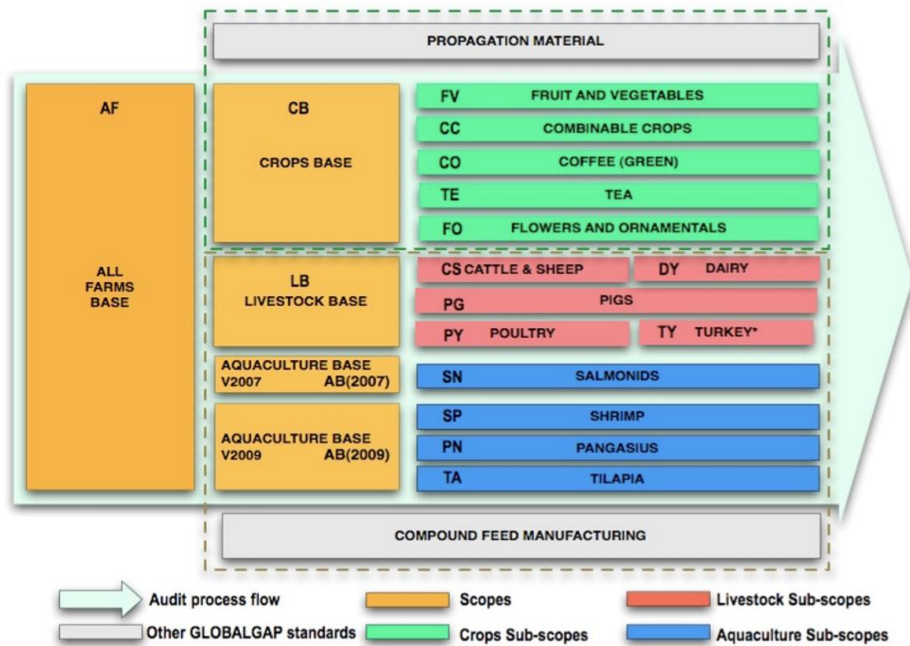 PROPAGATION MATERIAL
AF
ALL
FARMS
BASE
CB
CROPS BASE
FV FRUIT AND VEGETABLES
CC COMBINABLE CROPS
CO COFFEE (GREEN)
TE TEA
FO FLOWERS AND ORNAMENTALS
LB
LIVESTOCK BASE
CS CATTLE & SHEEP
DY DAIRY
PG PIGS
PY POULTRY
TY TURKEY*
AQUACULTURE BASE
V2007 AB(2007)
SN SALMONIDS
AQUACULTURE BASE
V2009 AB(2009)
SP SHRIMP
PN PANGASIUS
TA TILAPIA
COMPOUND FEED MANUFACTURING
Audit process flow
Scopes
Livestock Sub-scopes
Other GLOBALGAP standards
Crops Sub-scopes
Aquaculture Sub-scopes